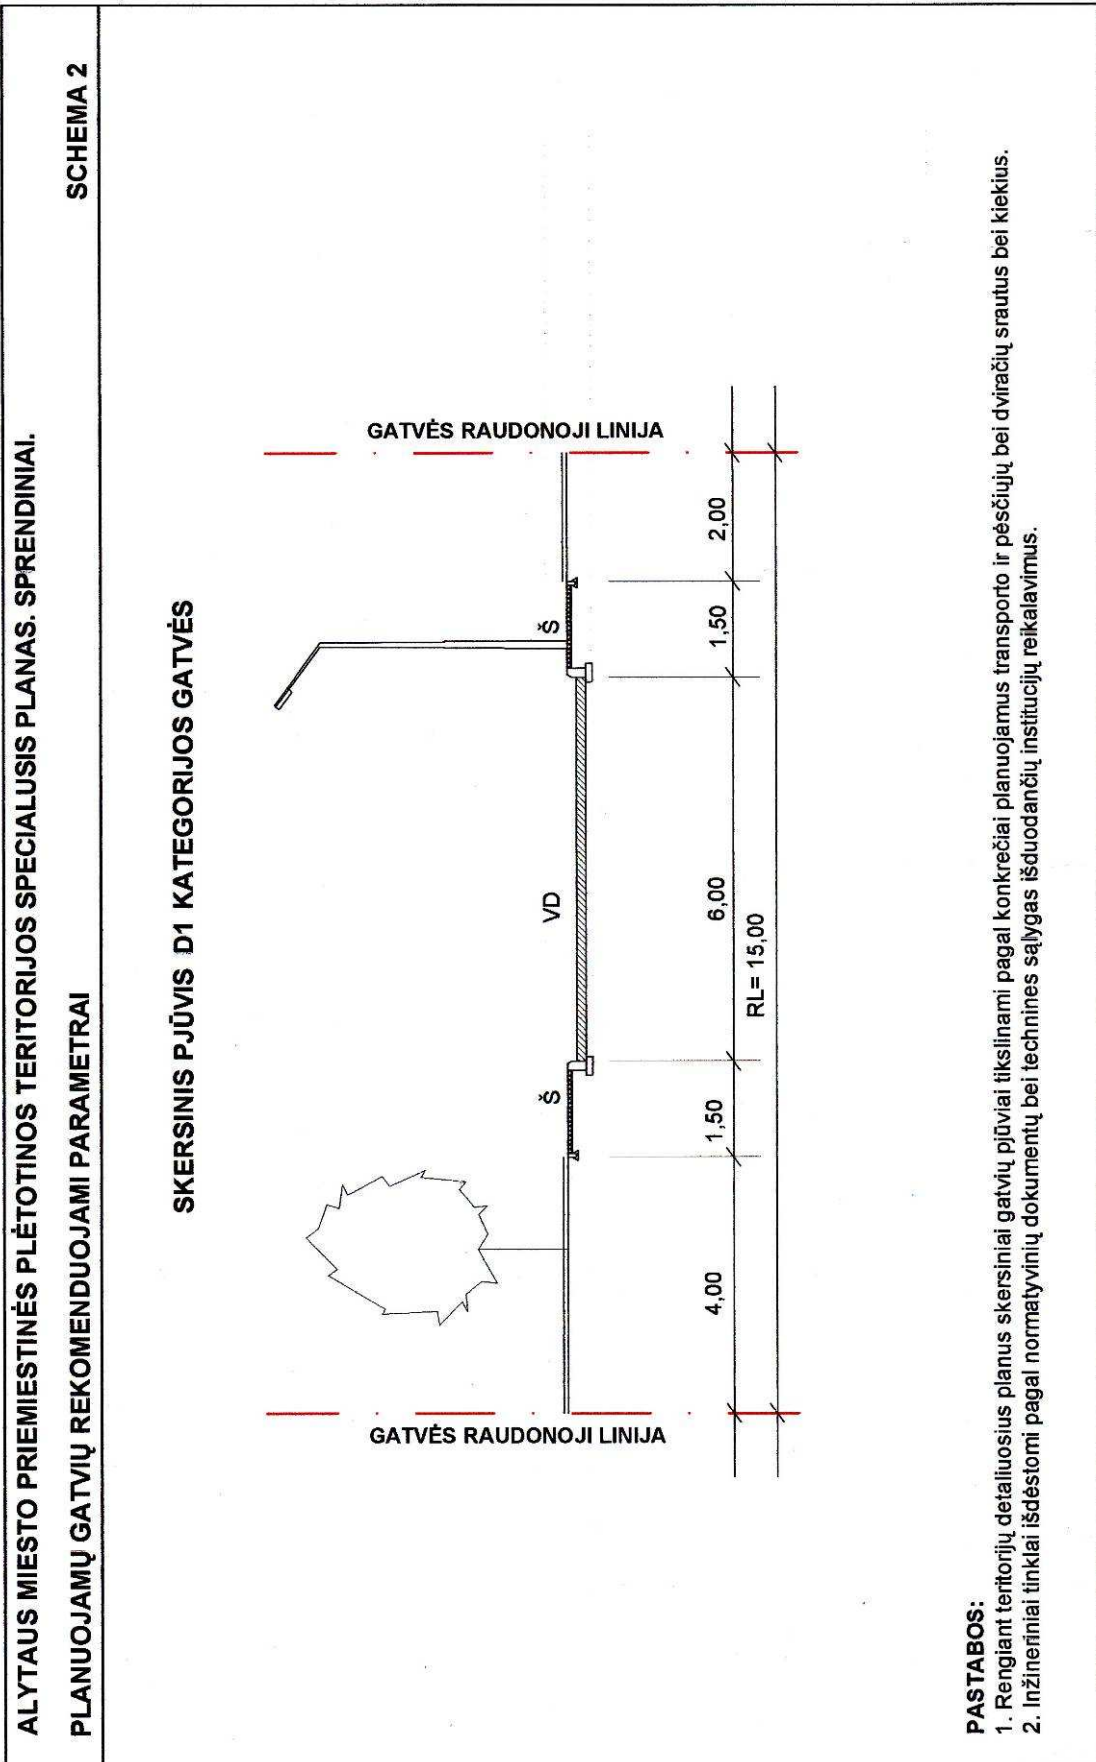 ALYTAUS MIESTO PRIEMIESTINĖS PLĖTOTINOS TERITORIJOS SPECIALUSIS PLANAS. SPRENDINIAI.
PLANUOJAMŲ GATVIŲ REKOMENDUOJAMI PARAMETRAI
SCHEMA 2
SKERSINIS PJŪVIS D1 KATEGORIJOS GATVĖS
GATVĖS RAUDONOJI LINIJA
GATVĖS RAUDONOJI LINIJA
Š
VD
Š
4,00
1,50
6,00
1,50
2,00
RL= 15,00
PASTABOS:
1. Rengiant teritorijų detaliuosius planus skersiniai gatvių pjūviai tikslinami pagal konkrečiai planuojamus transporto ir pėsčiųjų bei dviračių srautus bei kiekius.
2. Inžineriniai tinklai išdėstomi pagal normatyvinių dokumentų bei technines sąlygas išduodančių institucijų reikalavimus.